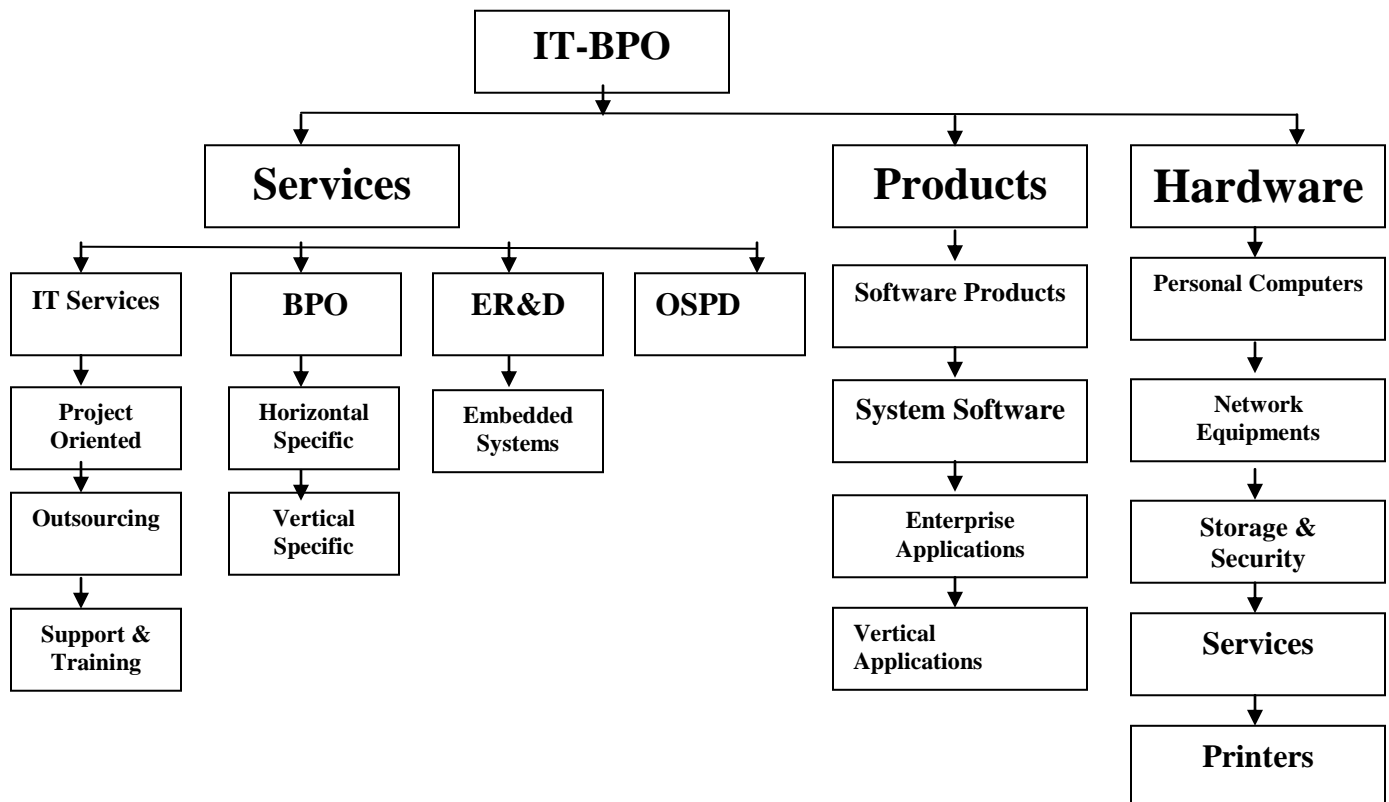 IT-BPO
Services
Products
Hardware
IT Services
BPO
ER&D
OSPD
Software Products
Personal Computers
Project
Oriented
Horizontal
Specific
Embedded
Systems
System Software
Network
Equipments
Outsourcing
Vertical
Specific
Enterprise
Applications
Storage &
Security
Support &
Training
Vertical
Applications
Services
Printers